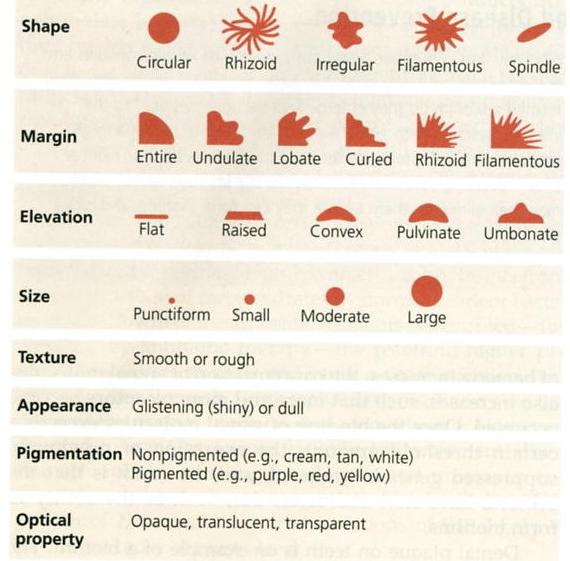 Shape
Circular Rhizoid Irregular Filamentous Spindle
Margin
Entire Undulate Lobate Curled Rhizoid Filamentous
Elevation
Flat Raised Convex Pulvinate Umbonate
Size
Punctiform Small Moderate Large
Texture Smooth or rough
Appearance Glistening (shiny) or dull
Pigmentation Nonpigmented (e.g., cream, tan, white)
Pigmented (e.g., purple, red, yellow)
Optical Opaque, translucent, transparent
property